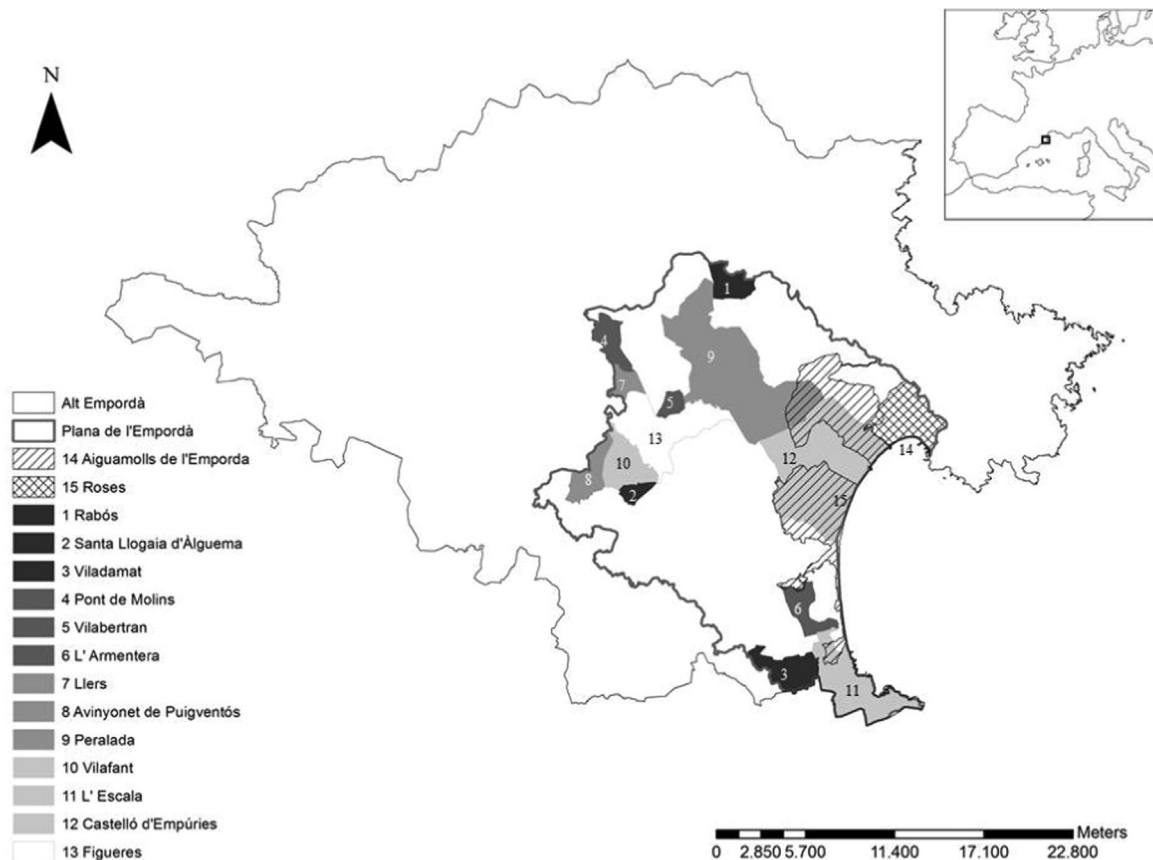 N
1
4
9
7
5
13
14
12
10
8
2
15
6
3
11
Alt Empordà
Plana de l'Empordà
14 Aiguamolls de l'Emporda
15 Roses
1 Rabós
2 Santa Llogaia d'Àlguema
3 Viladamat
4 Pont de Molins
5 Vilabertran
6 L' Armentera
7 Llers
8 Avinyonet de Puigventós
9 Peralada
10 Vilafant
11 L' Escala
12 Castelló d'Empúries
13 Figueres
Meters
0 2.850 5.700 11.400 17.100 22.800